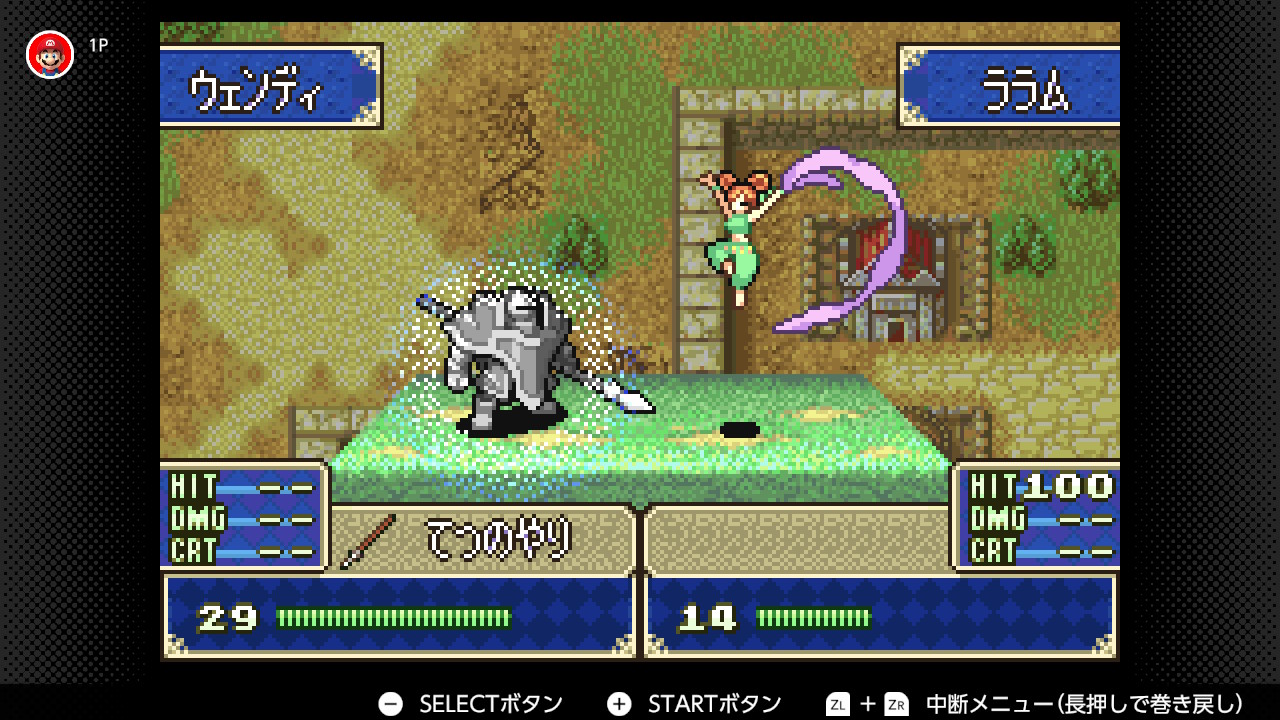 1P
ウェンディ
ララム
HIT -- --
DMG -- --
CRT -- --
てつのやり
HIT 100
DMG -- --
CRT -- --
29
14
SELECTボタン
STARTボタン
ZL + ZR 中断メニュー(長押しで巻き戻し)